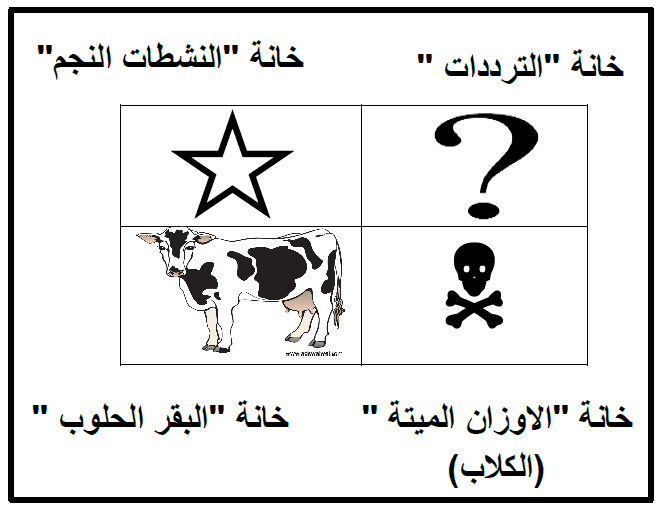 خانة "الترددات "
خانة "النشطات النجم"
خانة "الاوزان الميتة "
(الكلاب)
خانة "البقر الحلوب "